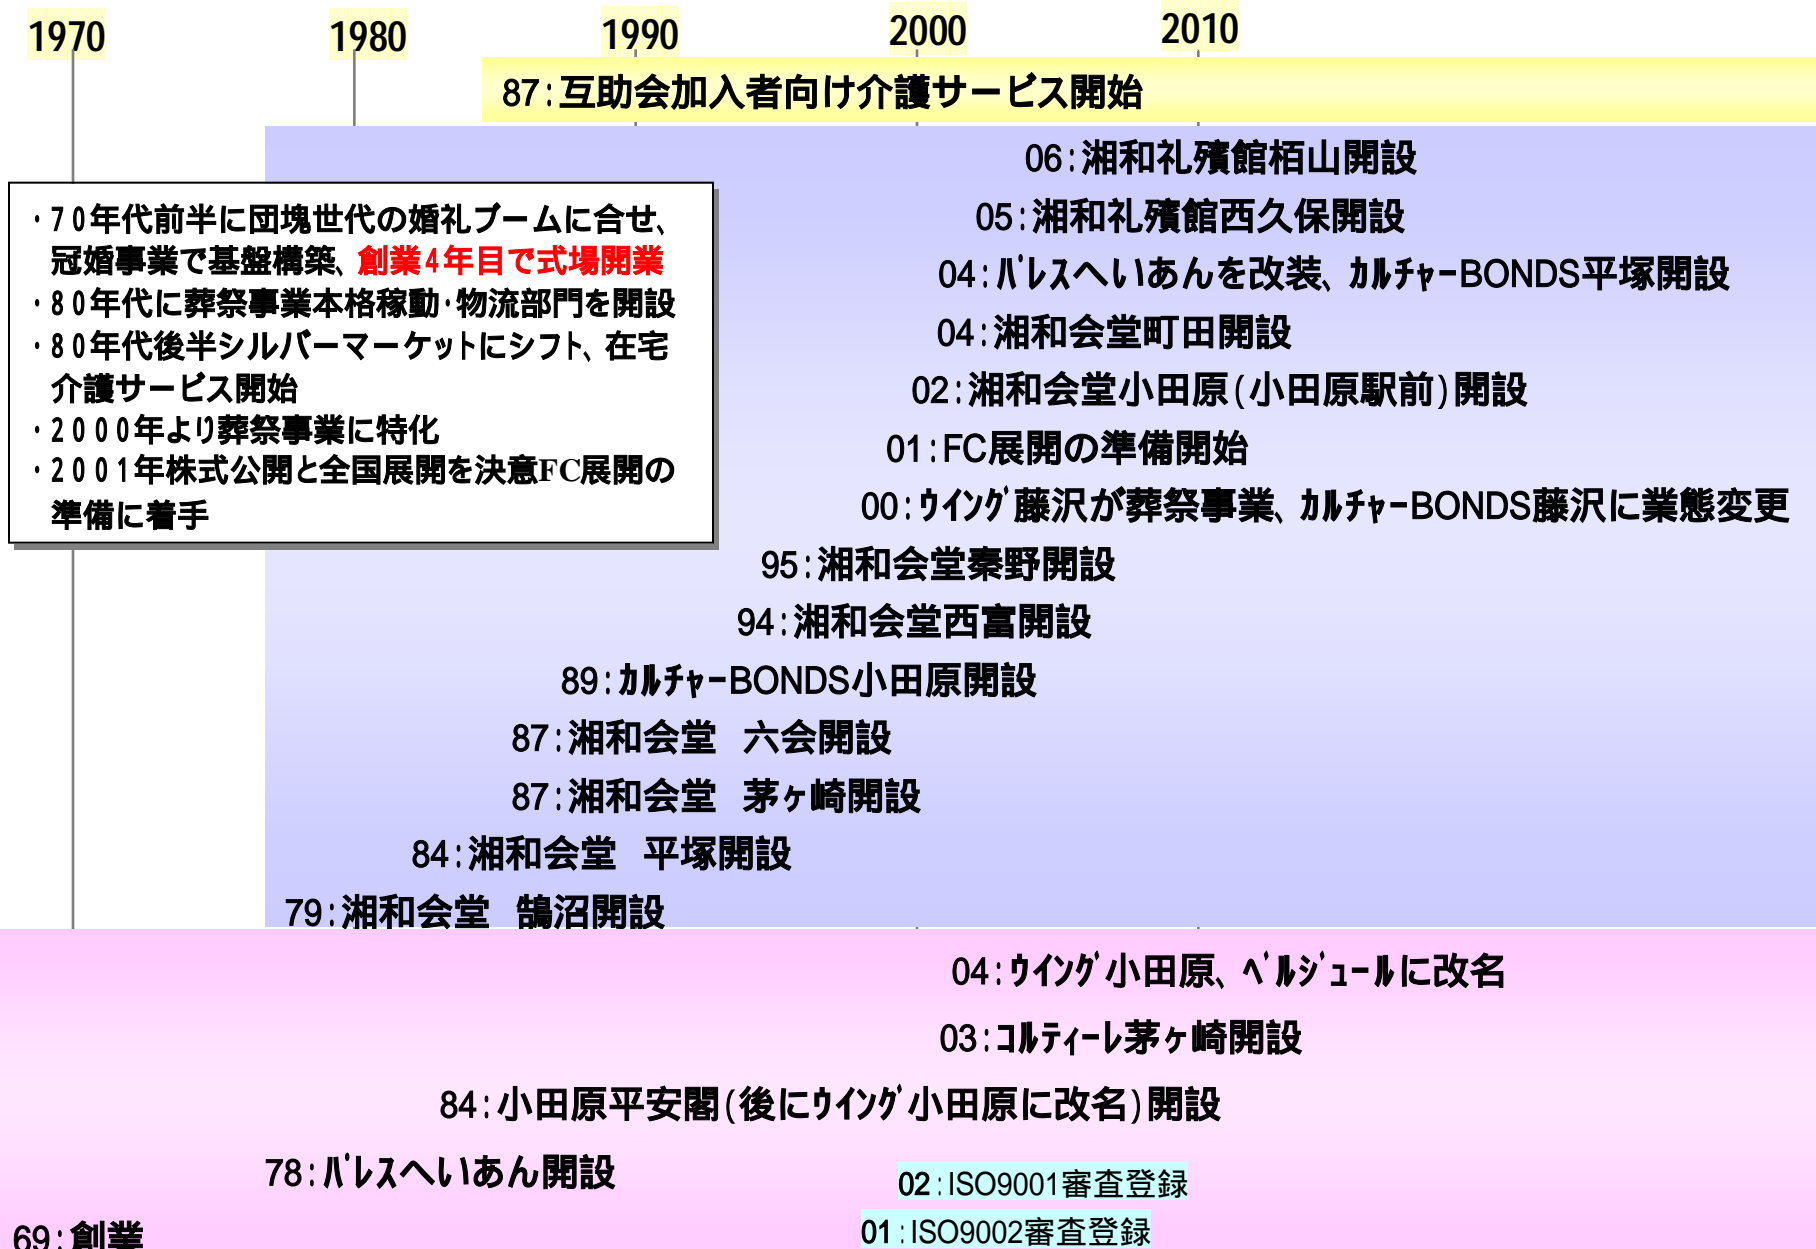 1970 1980 1990 2000 2010
87:互助会加入者向け介護サービス開始
06:湘和礼殯館栢山開設
・70年代前半に団塊世代の婚礼ブームに合せ、
冠婚事業で基盤構築、創業4年目で式場開業
・80年代に葬祭事業本格稼動・物流部門を開設
・80年代後半シルバーマーケットにシフト、在宅
介護サービス開始
・2000年より葬祭事業に特化
・2001年株式公開と全国展開を決意FC展開の
準備に着手
05:湘和礼殯館西久保開設
04:パレスへいあんを改装、カルチャーBONDS平塚開設
04:湘和会堂町田開設
02:湘和会堂小田原(小田原駅前)開設
01:FC展開の準備開始
00:ウイング藤沢が葬祭事業、カルチャーBONDS藤沢に業態変更
95:湘和会堂秦野開設
94:湘和会堂西富開設
89:カルチャーBONDS小田原開設
87:湘和会堂 六会開設
87:湘和会堂 茅ヶ崎開設
84:湘和会堂 平塚開設
79:湘和会堂 鵠沼開設
04:ウイング小田原、ベルジュールに改名
03:コルティーレ茅ヶ崎開設
84:小田原平安閣(後にウイング小田原に改名)開設
78:パレスへいあん開設
02:ISO9001審査登録
01:ISO9002審査登録
69:創業